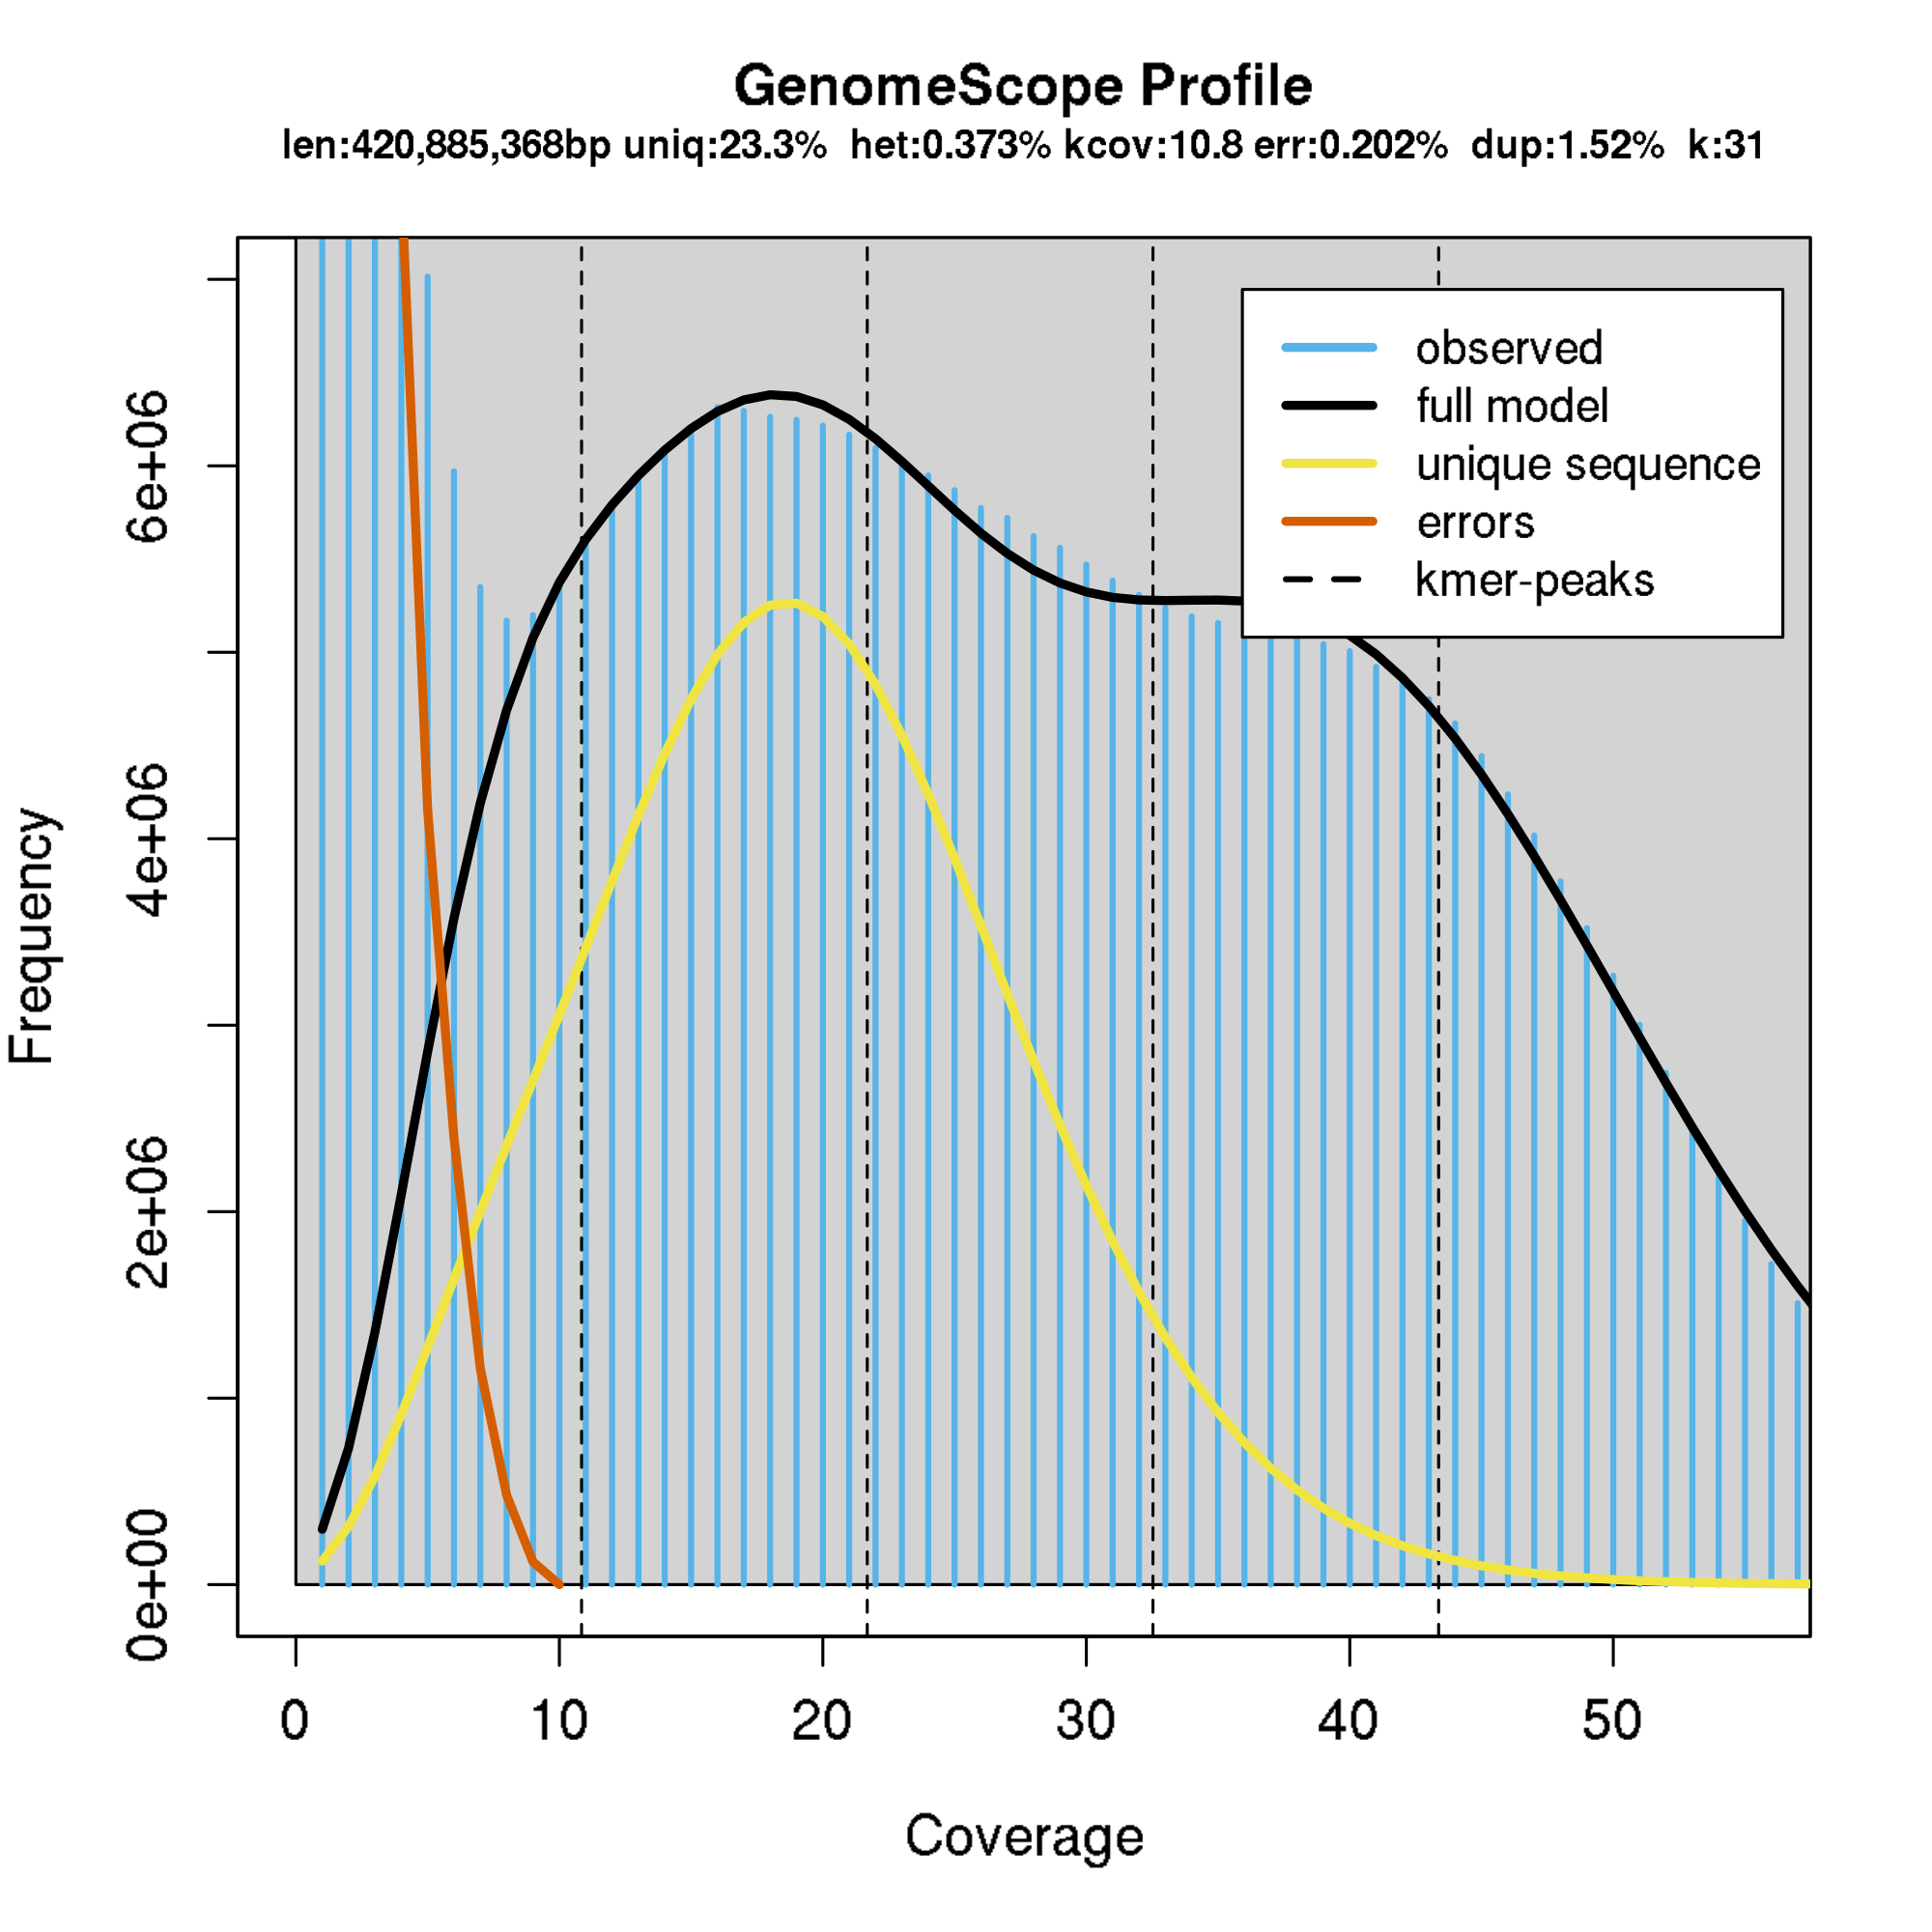 GenomeScope Profile
len:420,885,368bp uniq:23.3% het:0.373% kcov:10.8 err:0.202% dup:1.52% k:31
observed
full model
unique sequence
errors
kmer-peaks
Frequency
6e+06
4e+06
2e+06
0e+00
0 10 20 30 40 50
Coverage